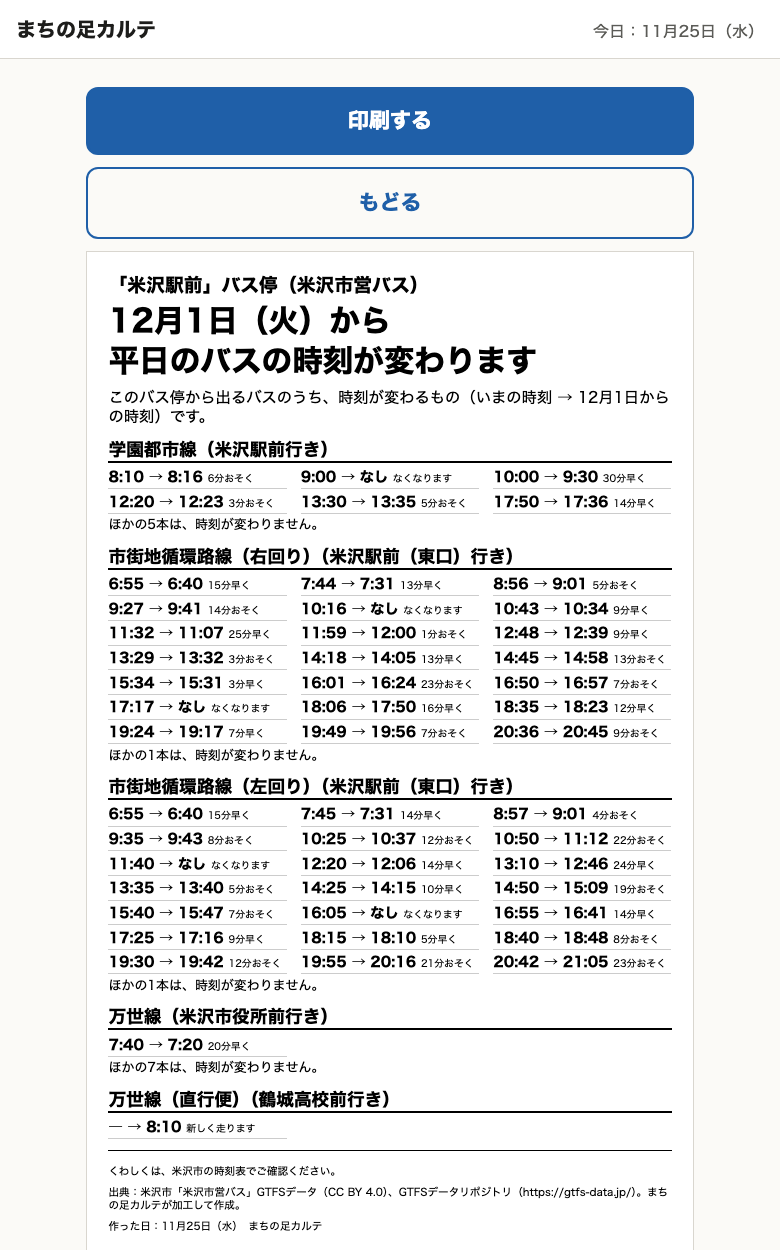 まちの足カルテ
今日：11月25日（水）
印刷する
もどる
「米沢駅前」バス停（米沢市営バス）
12月1日（火）から
平日のバスの時刻が変わります
このバス停から出るバスのうち、時刻が変わるもの（いまの時刻 → 12月1日から
の時刻）です。
学園都市線（米沢駅前行き）
8:10 → 8:16 6分おそく 9:00 → なし なくなります 10:00 → 9:30 30分早く
12:20 → 12:23 3分おそく 13:30 → 13:35 5分おそく 17:50 → 17:36 14分早く
ほかの5本は、時刻が変わりません。
市街地循環路線（右回り）（米沢駅前（東口）行き）
6:55 → 6:40 15分早く 7:44 → 7:31 13分早く 8:56 → 9:01 5分おそく
9:27 → 9:41 14分おそく 10:16 → なし なくなります 10:43 → 10:34 9分早く
11:32 → 11:07 25分早く 11:59 → 12:00 1分おそく 12:48 → 12:39 9分早く
13:29 → 13:32 3分おそく 14:18 → 14:05 13分早く 14:45 → 14:58 13分おそく
15:34 → 15:31 3分早く 16:01 → 16:24 23分おそく 16:50 → 16:57 7分おそく
17:17 → なし なくなります 18:06 → 17:50 16分早く 18:35 → 18:23 12分早く
19:24 → 19:17 7分早く 19:49 → 19:56 7分おそく 20:36 → 20:45 9分おそく
ほかの1本は、時刻が変わりません。
市街地循環路線（左回り）（米沢駅前（東口）行き）
6:55 → 6:40 15分早く 7:45 → 7:31 14分早く 8:57 → 9:01 4分おそく
9:35 → 9:43 8分おそく 10:25 → 10:37 12分おそく 10:50 → 11:12 22分おそく
11:40 → なし なくなります 12:20 → 12:06 14分早く 13:10 → 12:46 24分早く
13:35 → 13:40 5分おそく 14:25 → 14:15 10分早く 14:50 → 15:09 19分おそく
15:40 → 15:47 7分おそく 16:05 → なし なくなります 16:55 → 16:41 14分早く
17:25 → 17:16 9分早く 18:15 → 18:10 5分早く 18:40 → 18:48 8分おそく
19:30 → 19:42 12分おそく 19:55 → 20:16 21分おそく 20:42 → 21:05 23分おそく
ほかの1本は、時刻が変わりません。
万世線（米沢市役所前行き）
7:40 → 7:20 20分早く
ほかの7本は、時刻が変わりません。
万世線（直行便）（鶴城高校前行き）
— → 8:10 新しく走ります
くわしくは、米沢市の時刻表でご確認ください。
出典：米沢市「米沢市営バス」GTFSデータ（CC BY 4.0）、GTFSデータリポジトリ（https://gtfs-data.jp/）。まち
の足カルテが加工して作成。
作った日：11月25日（水） まちの足カルテ